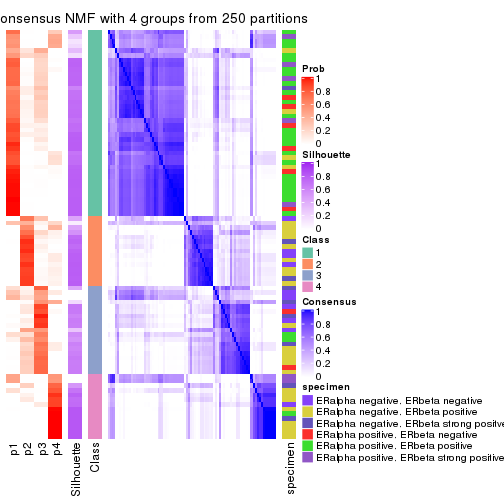 onsensus NMF with 4 groups from 250 partitions
Prob
1
0.8
0.6
0.4
0.2
0
Silhouette
1
0.8
0.6
0.4
0.2
0
Class
1
2
3
4
Consensus
1
0.8
0.6
0.4
0.2
0
specimen
ERalpha negative. ERbeta negative
ERalpha negative. ERbeta positive
ERalpha negative. ERbeta strong positive
ERalpha positive. ERbeta negative
ERalpha positive. ERbeta positive
ERalpha positive. ERbeta strong positive
p1
p2
p3
p4
Silhouette
Class
specimen